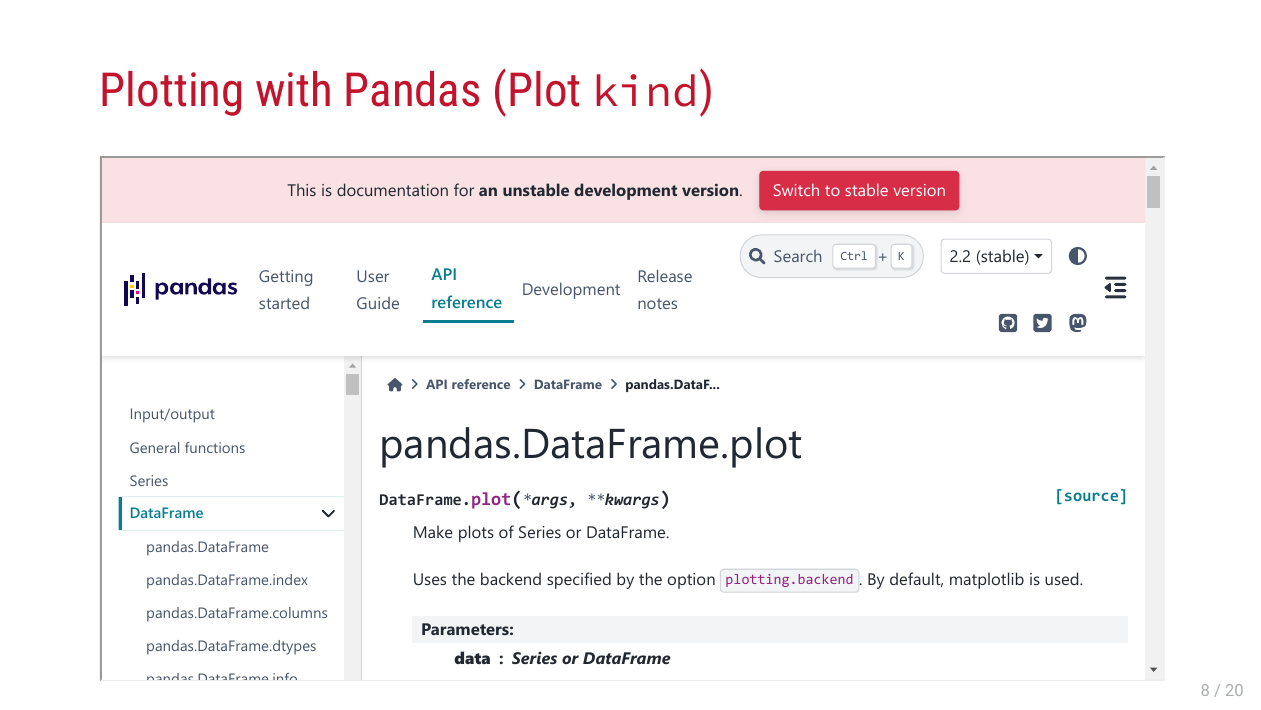 Plotting with Pandas (Plot kind)
This is documentation for an unstable development version. Switch to stable version
Search Ctrl + K
2.2 (stable)
pandas
Getting started
User Guide
API reference
Development
Release notes
API reference > DataFrame > pandas.DataF...
Input/output
General functions
Series
DataFrame
pandas.DataFrame
pandas.DataFrame.index
pandas.DataFrame.columns
pandas.DataFrame.dtypes
pandas.DataFrame.info
pandas.DataFrame.plot
DataFrame.plot(*args, **kwargs) [source]
Make plots of Series or DataFrame.
Uses the backend specified by the option plotting.backend. By default, matplotlib is used.
Parameters:
data : Series or DataFrame
8 / 20